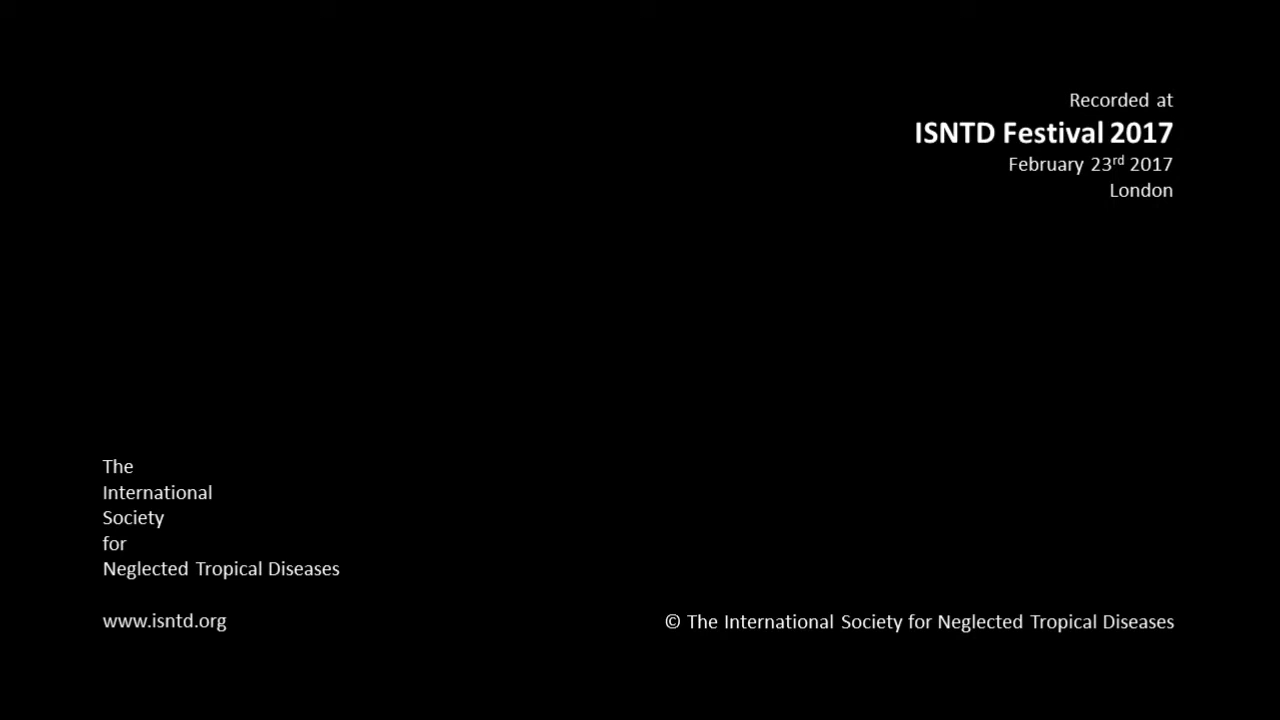 Recorded at
ISNTD Festival 2017
February 23rd 2017
London
The
International
Society
for
Neglected Tropical Diseases
www.isntd.org
© The International Society for Neglected Tropical Diseases